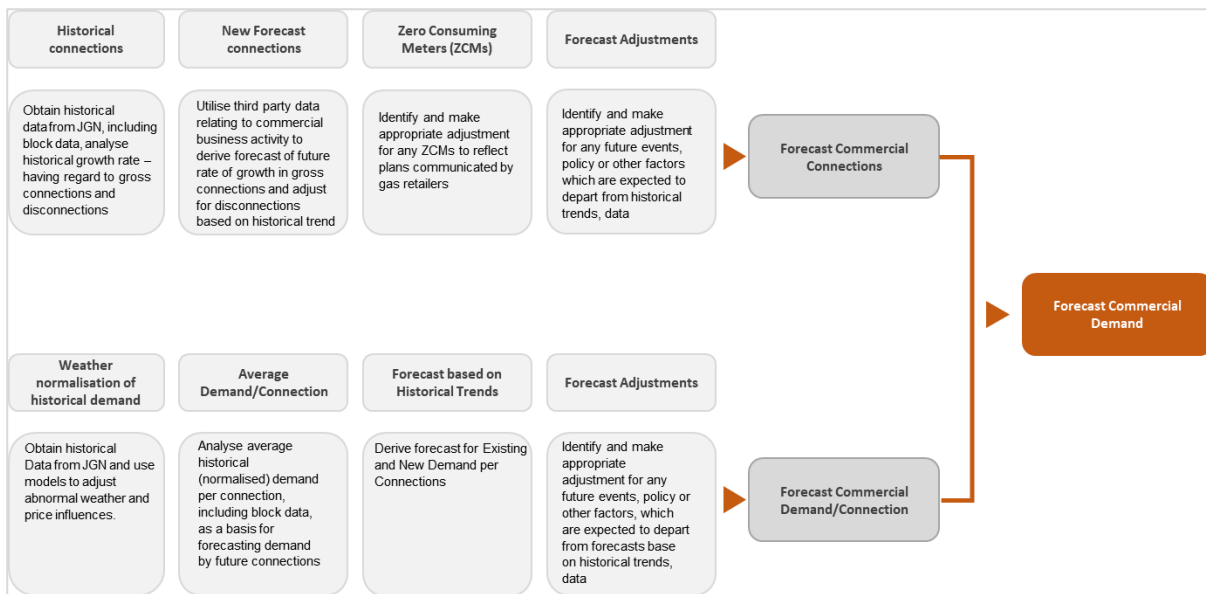 Historical
connections
New Forecast
connections
Zero Consuming
Meters (ZCMs)
Forecast Adjustments
Obtain historical
data from JGN, including
block data, analyse
historical growth rate –
having regard to gross
connections and
disconnections
Utilise third party data
relating to commercial
business activity to
derive forecast of future
rate of growth in gross
connections and adjust
for disconnections
based on historical trend
Identify and make
appropriate adjustment
for any ZCMs to reflect
plans communicated by
gas retailers
Identify and make
appropriate adjustment
for any future events,
policy or other factors
which are expected to
depart from historical
trends, data
Forecast Commercial
Connections
Forecast Commercial
Demand
Weather
normalisation of
historical demand
Average
Demand/Connection
Forecast based on
Historical Trends
Forecast Adjustments
Obtain historical
Data from JGN and use
models to adjust
abnormal weather and
price influences.
Analyse average
historical
(normalised) demand
per connection,
including block data,
as a basis for
forecasting demand
by future connections
Derive forecast for Existing
and New Demand per
Connections
Identify and make
appropriate
adjustment for any
future events, policy or
other factors, which
are expected to depart
from forecasts base
on historical trends,
data
Forecast Commercial
Demand/Connection